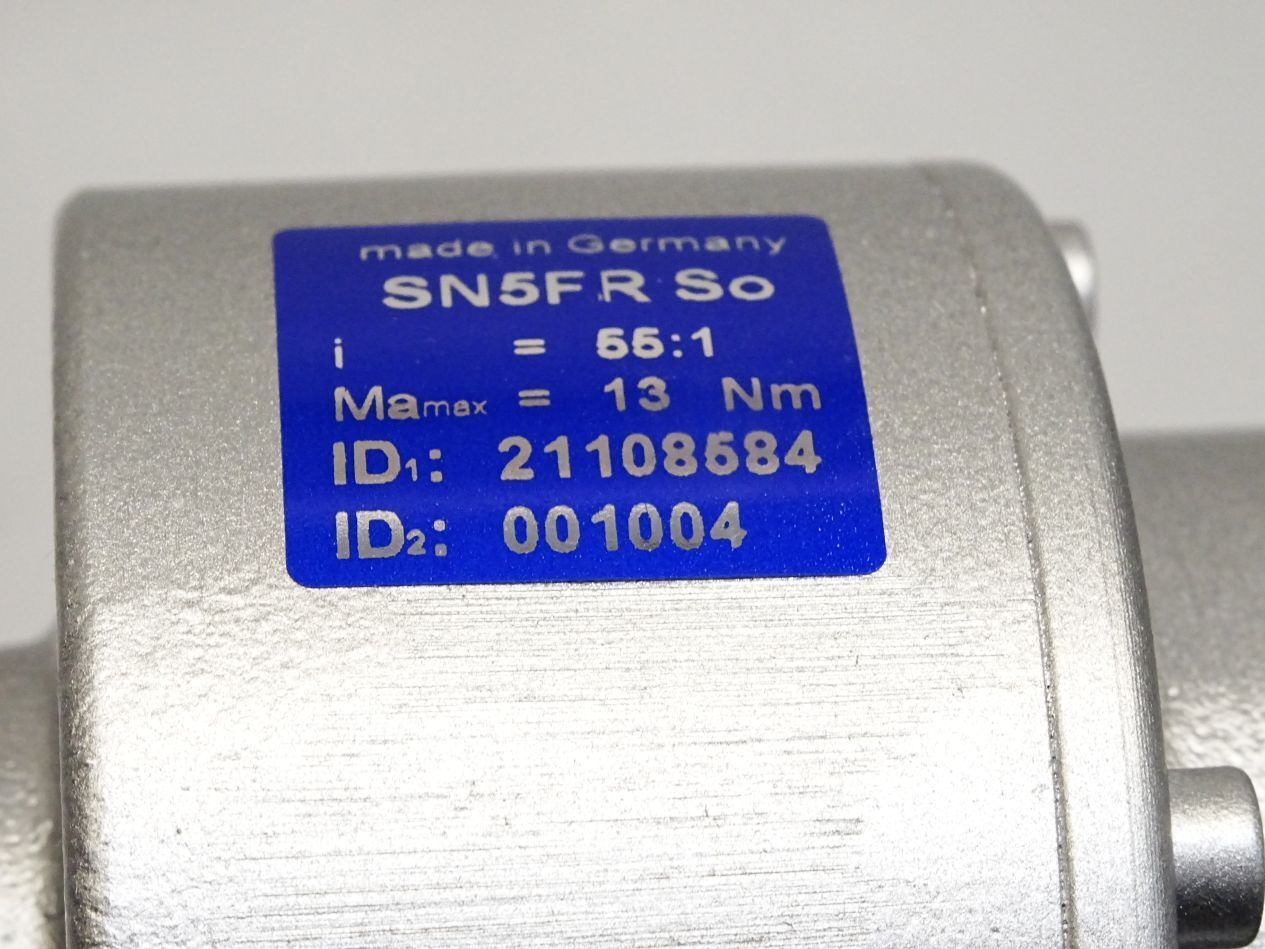 made in Germany
SN5FR So
i = 55:1
Mamax = 13 Nm
ID1: 21108584
ID2: 001004